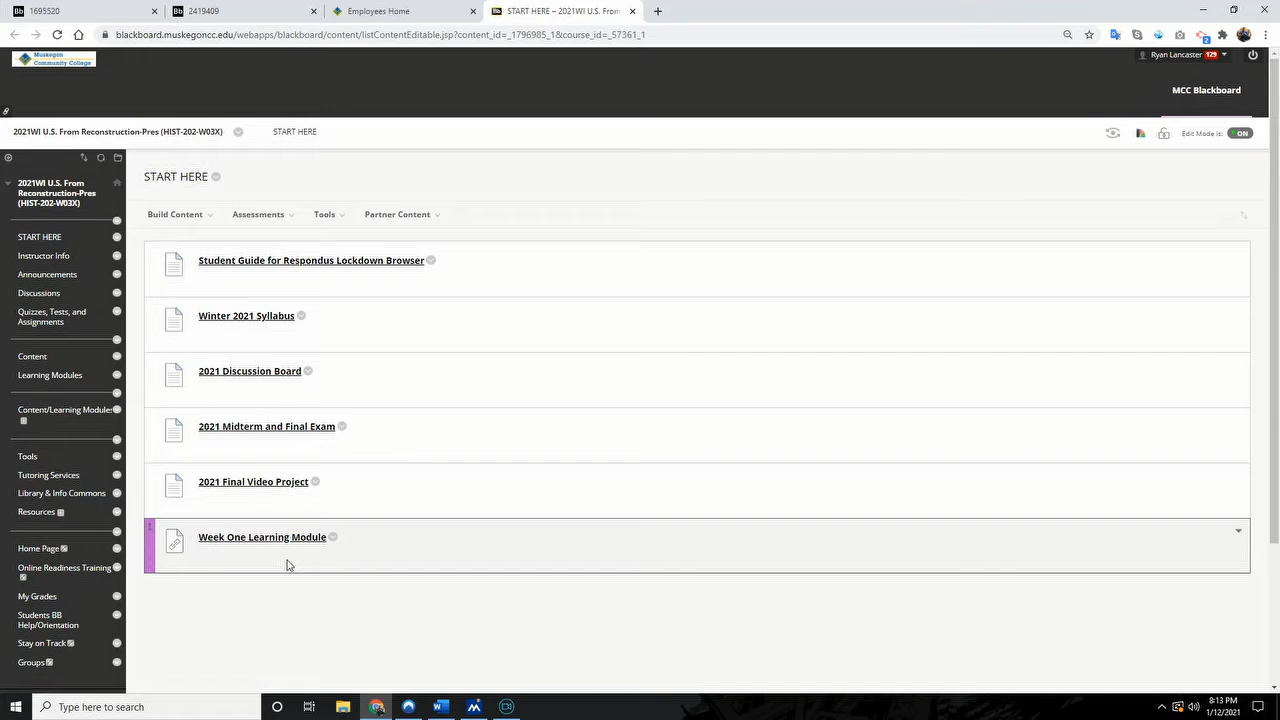 1695520
2419409
Employees Home
START HERE – 2021WI U.S. From
blackboard.muskegoncc.edu/webapps/blackboard/content/listContentEditable.jsp?content_id=_1796985_1&course_id=_57361_1
Muskegon
Community College
Ryan Lancaster 129
MCC Blackboard
2021WI U.S. From Reconstruction-Pres (HIST-202-W03X)
START HERE
Edit Mode is: ON
2021WI U.S. From
Reconstruction-Pres
(HIST-202-W03X)
START HERE
Instructor Info
Announcements
Discussions
Quizzes, Tests, and
Assignments
Content
Learning Modules
Content/Learning Modules
Tools
Tutoring Services
Library & Info Commons
Resources
Home Page
Online Readiness Training
My Grades
Students BB
Help/Orientation
Stay on Track
Groups
START HERE
Build Content
Assessments
Tools
Partner Content
Student Guide for Respondus Lockdown Browser
Winter 2021 Syllabus
2021 Discussion Board
2021 Midterm and Final Exam
2021 Final Video Project
Week One Learning Module
Type here to search
8:13 PM
1/12/2021